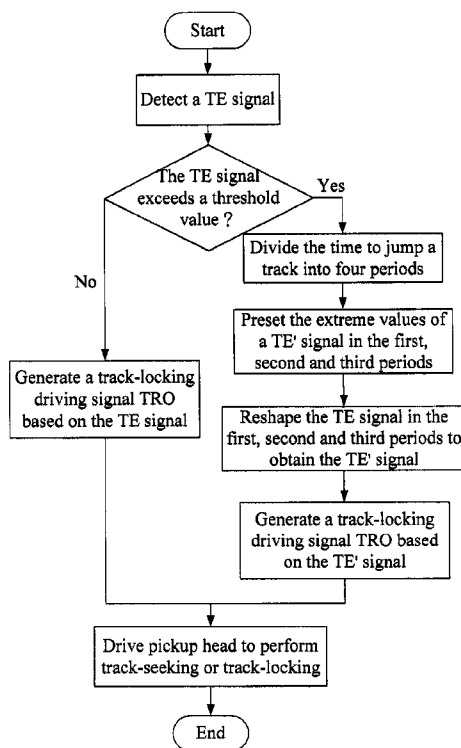 Start
Detect a TE signal
The TE signal
exceeds a threshold
value ?
Yes
No
Divide the time to jump a
track into four periods
Preset the extreme values of
a TE' signal in the first,
second and third periods
Generate a track-locking
driving signal TRO
based on the TE signal
Reshape the TE signal in the
first, second and third periods to
obtain the TE' signal
Generate a track-locking
driving signal TRO based
on the TE' signal
Drive pickup head to perform
track-seeking or track-locking
End